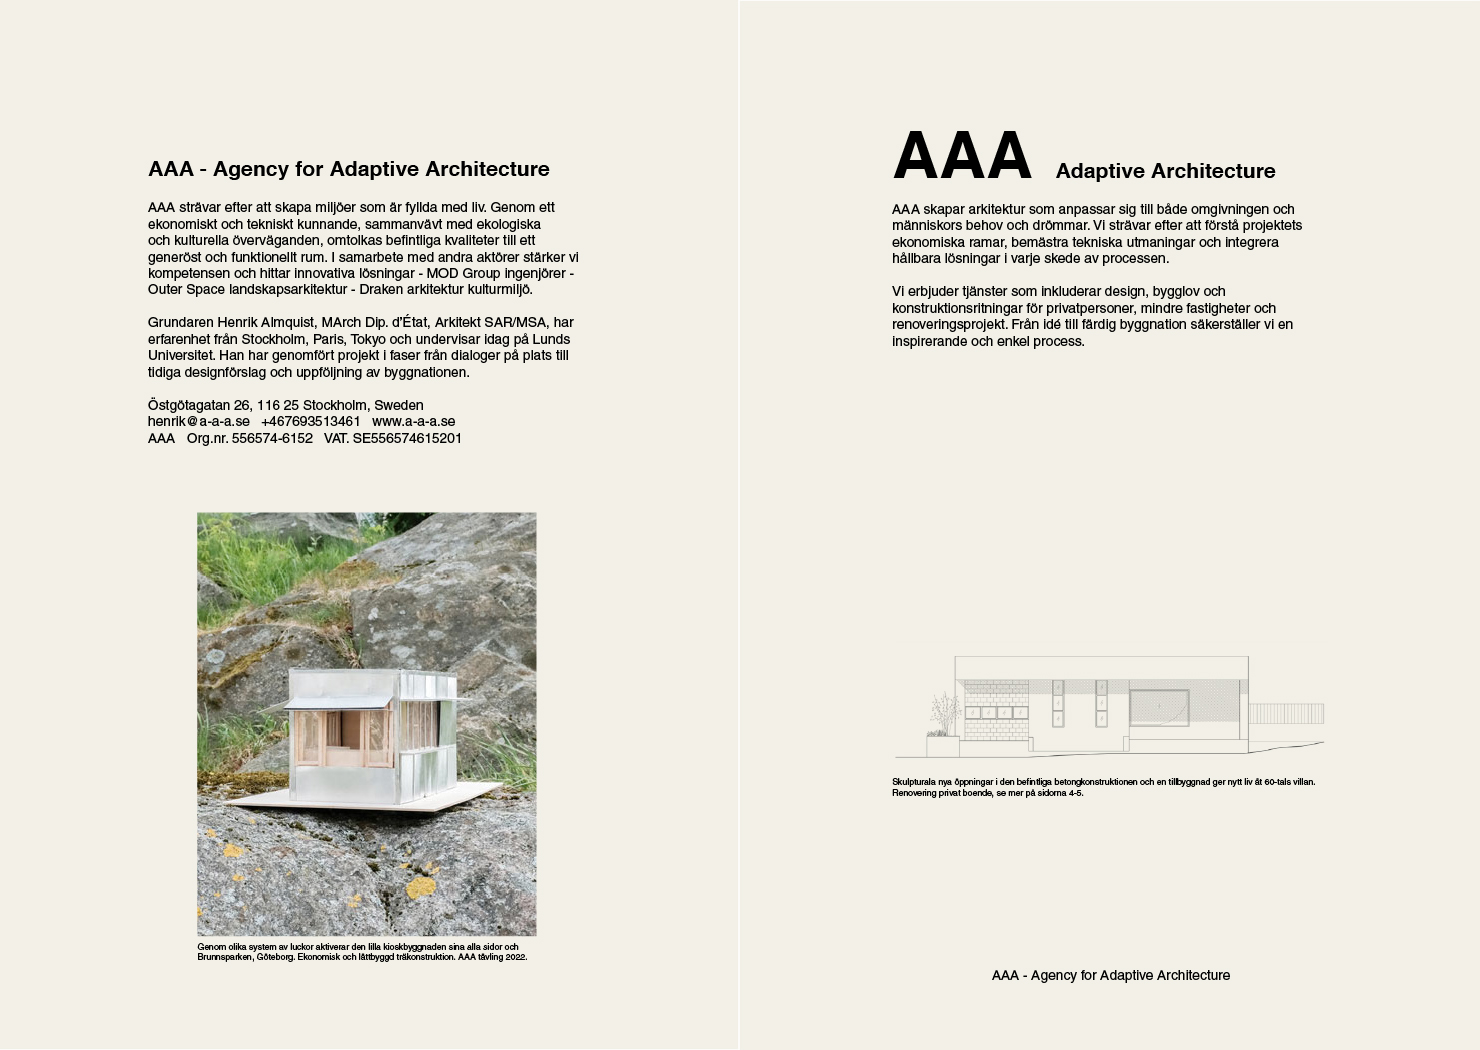 AAA - Agency for Adaptive Architecture
AAA strävar efter att skapa miljöer som är fyllda med liv. Genom ett
ekonomiskt och tekniskt kunnande, sammanvävt med ekologiska
och kulturella överväganden, omtolkas befintliga kvaliteter till ett
generöst och funktionellt rum. I samarbete med andra aktörer stärker vi
kompetensen och hittar innovativa lösningar - MOD Group ingenjörer -
Outer Space landskapsarkitektur - Draken arkitektur kulturmiljö.
Grundaren Henrik Almquist, MArch Dip. d’État, Arkitekt SAR/MSA, har
erfarenhet från Stockholm, Paris, Tokyo och undervisar idag på Lunds
Universitet. Han har genomfört projekt i faser från dialoger på plats till
tidiga designförslag och uppföljning av byggnationen.
Östgötagatan 26, 116 25 Stockholm, Sweden
henrik@a-a-a.se +467693513461 www.a-a-a.se
AAA Org.nr. 556574-6152 VAT. SE556574615201
Genom olika system av luckor aktiverar den lilla kioskbyggnaden sina alla sidor och
Brunnsparken, Göteborg. Ekonomisk och lättbyggd träkonstruktion. AAA tävling 2022.
AAA Adaptive Architecture
AAA skapar arkitektur som anpassar sig till både omgivningen och
människors behov och drömmar. Vi strävar efter att förstå projektets
ekonomiska ramar, bemästra tekniska utmaningar och integrera
hållbara lösningar i varje skede av processen.
Vi erbjuder tjänster som inkluderar design, bygglov och
konstruktionsritningar för privatpersoner, mindre fastigheter och
renoveringsprojekt. Från idé till färdig byggnation säkerställer vi en
inspirerande och enkel process.
Skulpturala nya öppningar i den befintliga betongkonstruktionen och en tillbyggnad ger nytt liv åt 60-tals villan.
Renovering privat boende, se mer på sidorna 4-5.
AAA - Agency for Adaptive Architecture